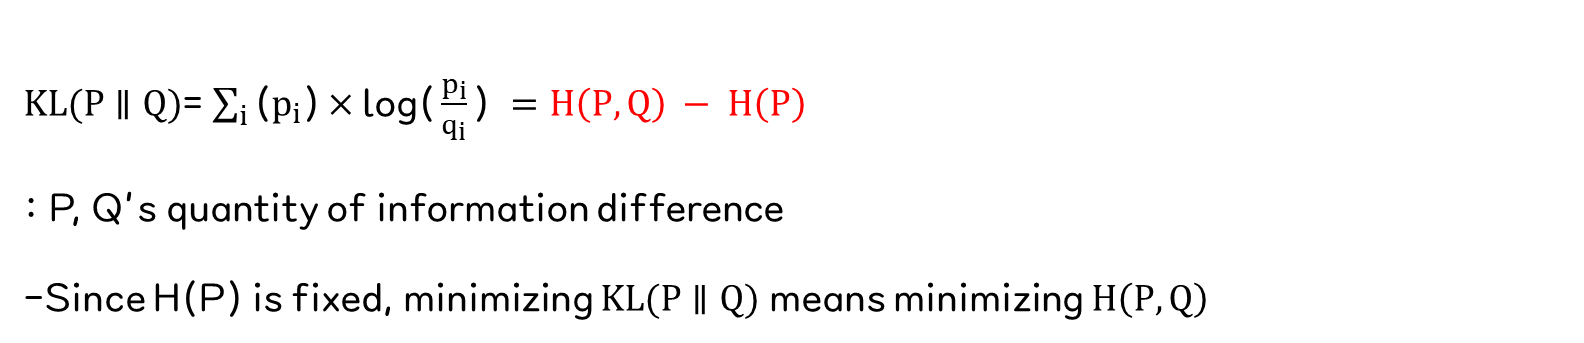 KL(P ∥ Q)= ∑i (pi) × log(pi/qi) = H(P,Q) − H(P)
: P, Q's quantity of information difference
-Since H(P) is fixed, minimizing KL(P ∥ Q) means minimizing H(P,Q)